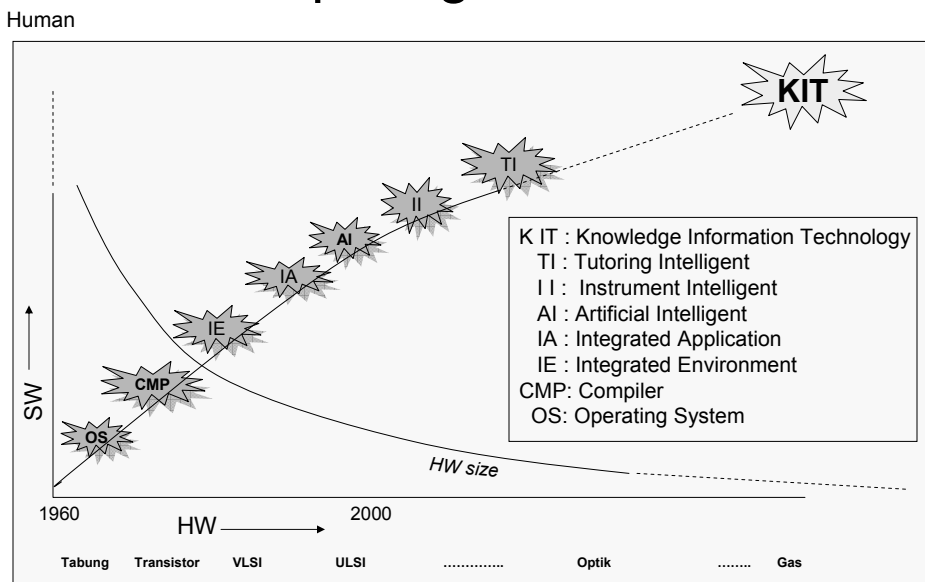 Human
KIT
TI
II
AI
IA
IE
CMP
OS
K IT : Knowledge Information Technology
TI : Tutoring Intelligent
I I : Instrument Intelligent
AI : Artificial Intelligent
IA : Integrated Application
IE : Integrated Environment
CMP: Compiler
OS: Operating System
SW
HW size
1960
2000
HW
Tabung Transistor VLSI ULSI .............. Optik ........ Gas